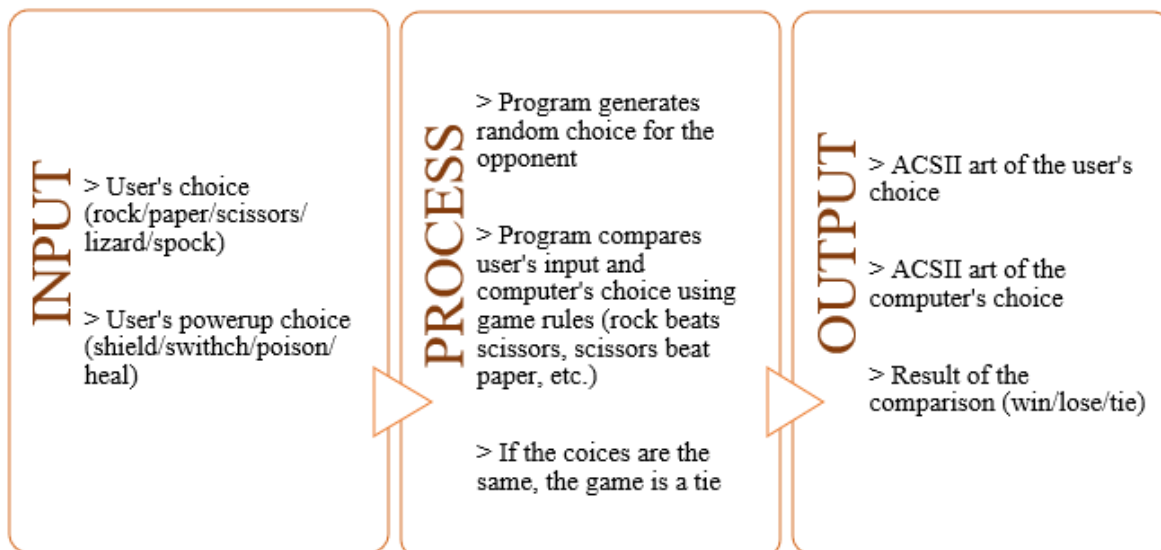 INPUT
> User's choice
(rock/paper/scissors/
lizard/spock)
> User's powerup choice
(shield/swithch/poison/
heal)
PROCESS
> Program generates
random choice for the
opponent
> Program compares
user's input and
computer's choice using
game rules (rock beats
scissors, scissors beat
paper, etc.)
> If the coices are the
same, the game is a tie
OUTPUT
> ACSII art of the user's
choice
> ACSII art of the
computer's choice
> Result of the
comparison (win/lose/tie)